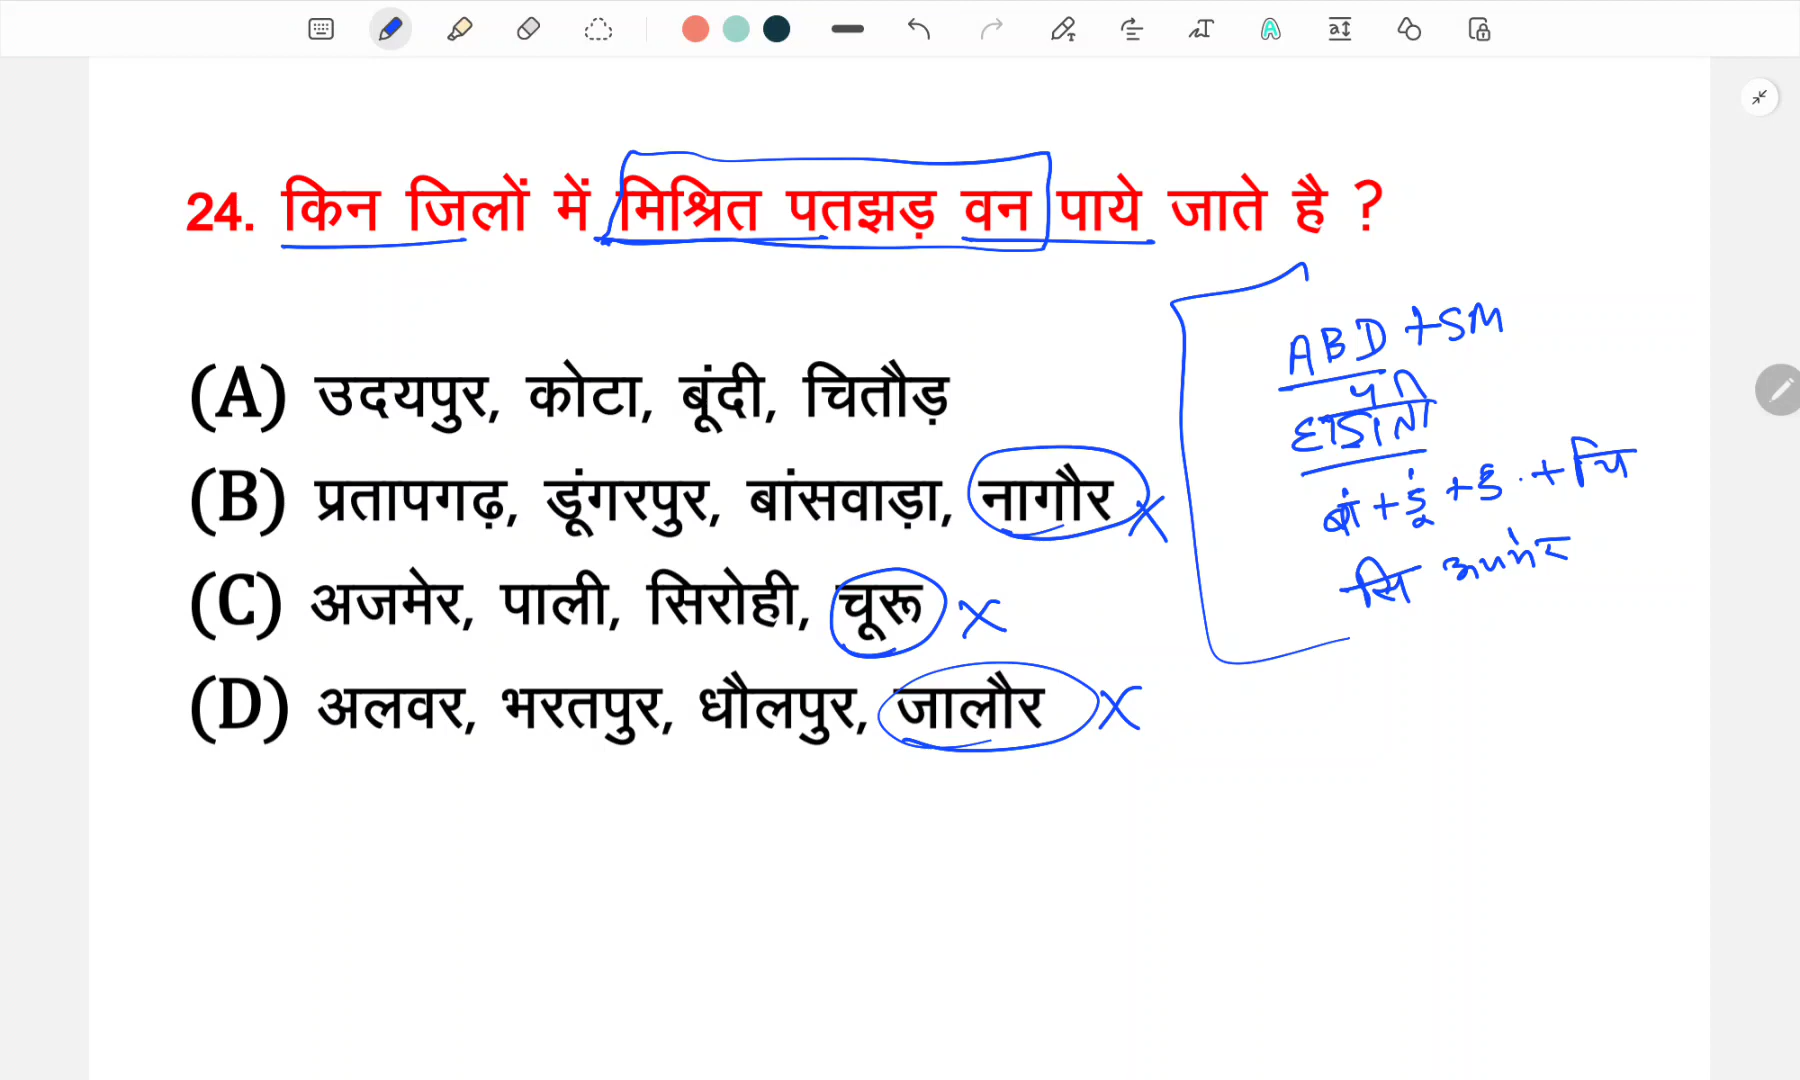 24. किन जिलों में मिश्रित पतझड़ वन पाये जाते है ?
(A) उदयपुर, कोटा, बूंदी, चितौड़
(B) प्रतापगढ़, डूंगरपुर, बांसवाड़ा, नागौर X
(C) अजमेर, पाली, सिरोही, चूरू X
(D) अलवर, भरतपुर, धौलपुर, जालौर X
ABD + SM
हाडौती
बां + डूं + उ. + चि
सि